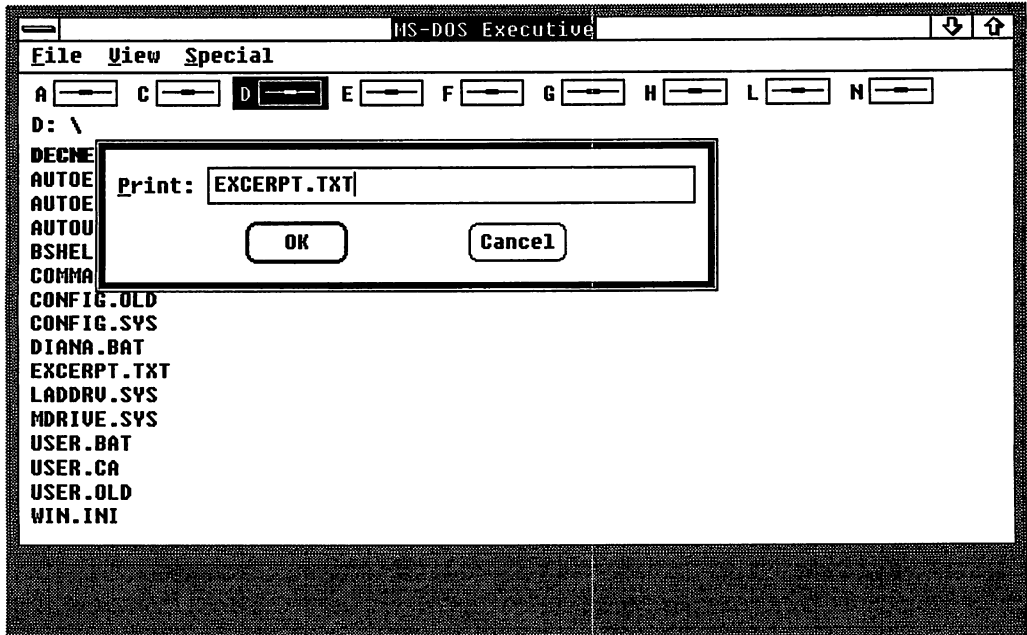 MS-DOS Executive
File View Special
A C D E F G H L N
D: \
DECNE
AUTOE
AUTOE
AUTOU
BSHEL
COMMA
Print: EXCERPT.TXT
OK Cancel
CONFIG.OLD
CONFIG.SYS
DIANA.BAT
EXCERPT.TXT
LADDRV.SYS
MDRIVE.SYS
USER.BAT
USER.CA
USER.OLD
WIN.INI